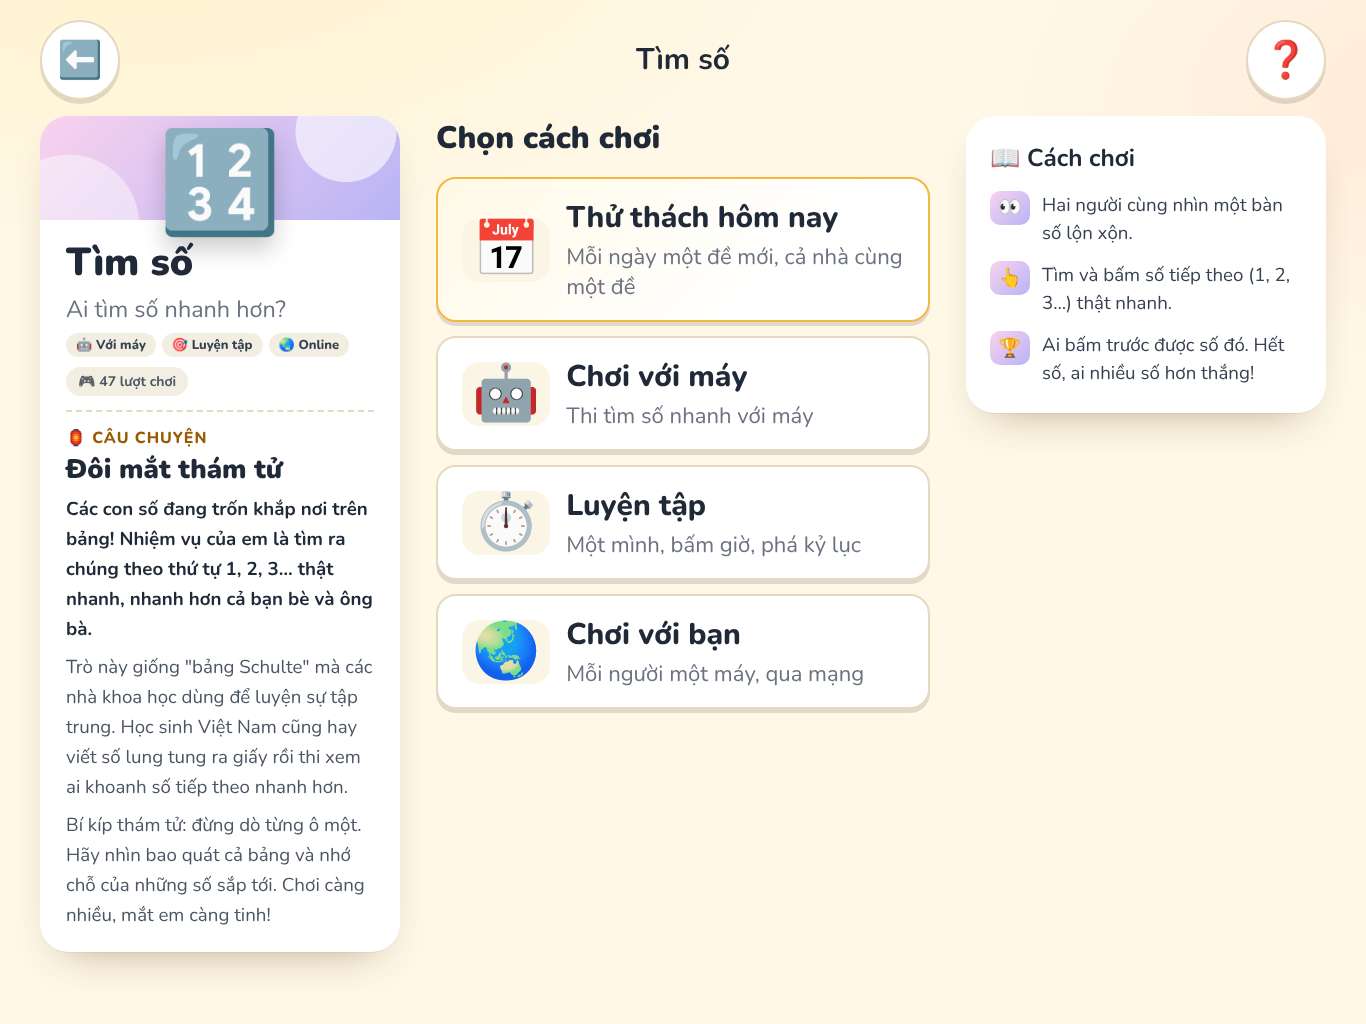 Tìm số
1 2
3 4
Tìm số
Ai tìm số nhanh hơn?
Với máy
Luyện tập
Online
47 lượt chơi
CÂU CHUYỆN
Đôi mắt thám tử
Các con số đang trốn khắp nơi trên
bảng! Nhiệm vụ của em là tìm ra
chúng theo thứ tự 1, 2, 3... thật
nhanh, nhanh hơn cả bạn bè và ông
bà.
Trò này giống "bảng Schulte" mà các
nhà khoa học dùng để luyện sự tập
trung. Học sinh Việt Nam cũng hay
viết số lung tung ra giấy rồi thi xem
ai khoanh số tiếp theo nhanh hơn.
Bí kíp thám tử: đừng dò từng ô một.
Hãy nhìn bao quát cả bảng và nhớ
chỗ của những số sắp tới. Chơi càng
nhiều, mắt em càng tinh!
Chọn cách chơi
July
17
Thử thách hôm nay
Mỗi ngày một đề mới, cả nhà cùng
một đề
Chơi với máy
Thi tìm số nhanh với máy
Luyện tập
Một mình, bấm giờ, phá kỷ lục
Chơi với bạn
Mỗi người một máy, qua mạng
Cách chơi
Hai người cùng nhìn một bàn
số lộn xộn.
Tìm và bấm số tiếp theo (1, 2,
3...) thật nhanh.
Ai bấm trước được số đó. Hết
số, ai nhiều số hơn thắng!